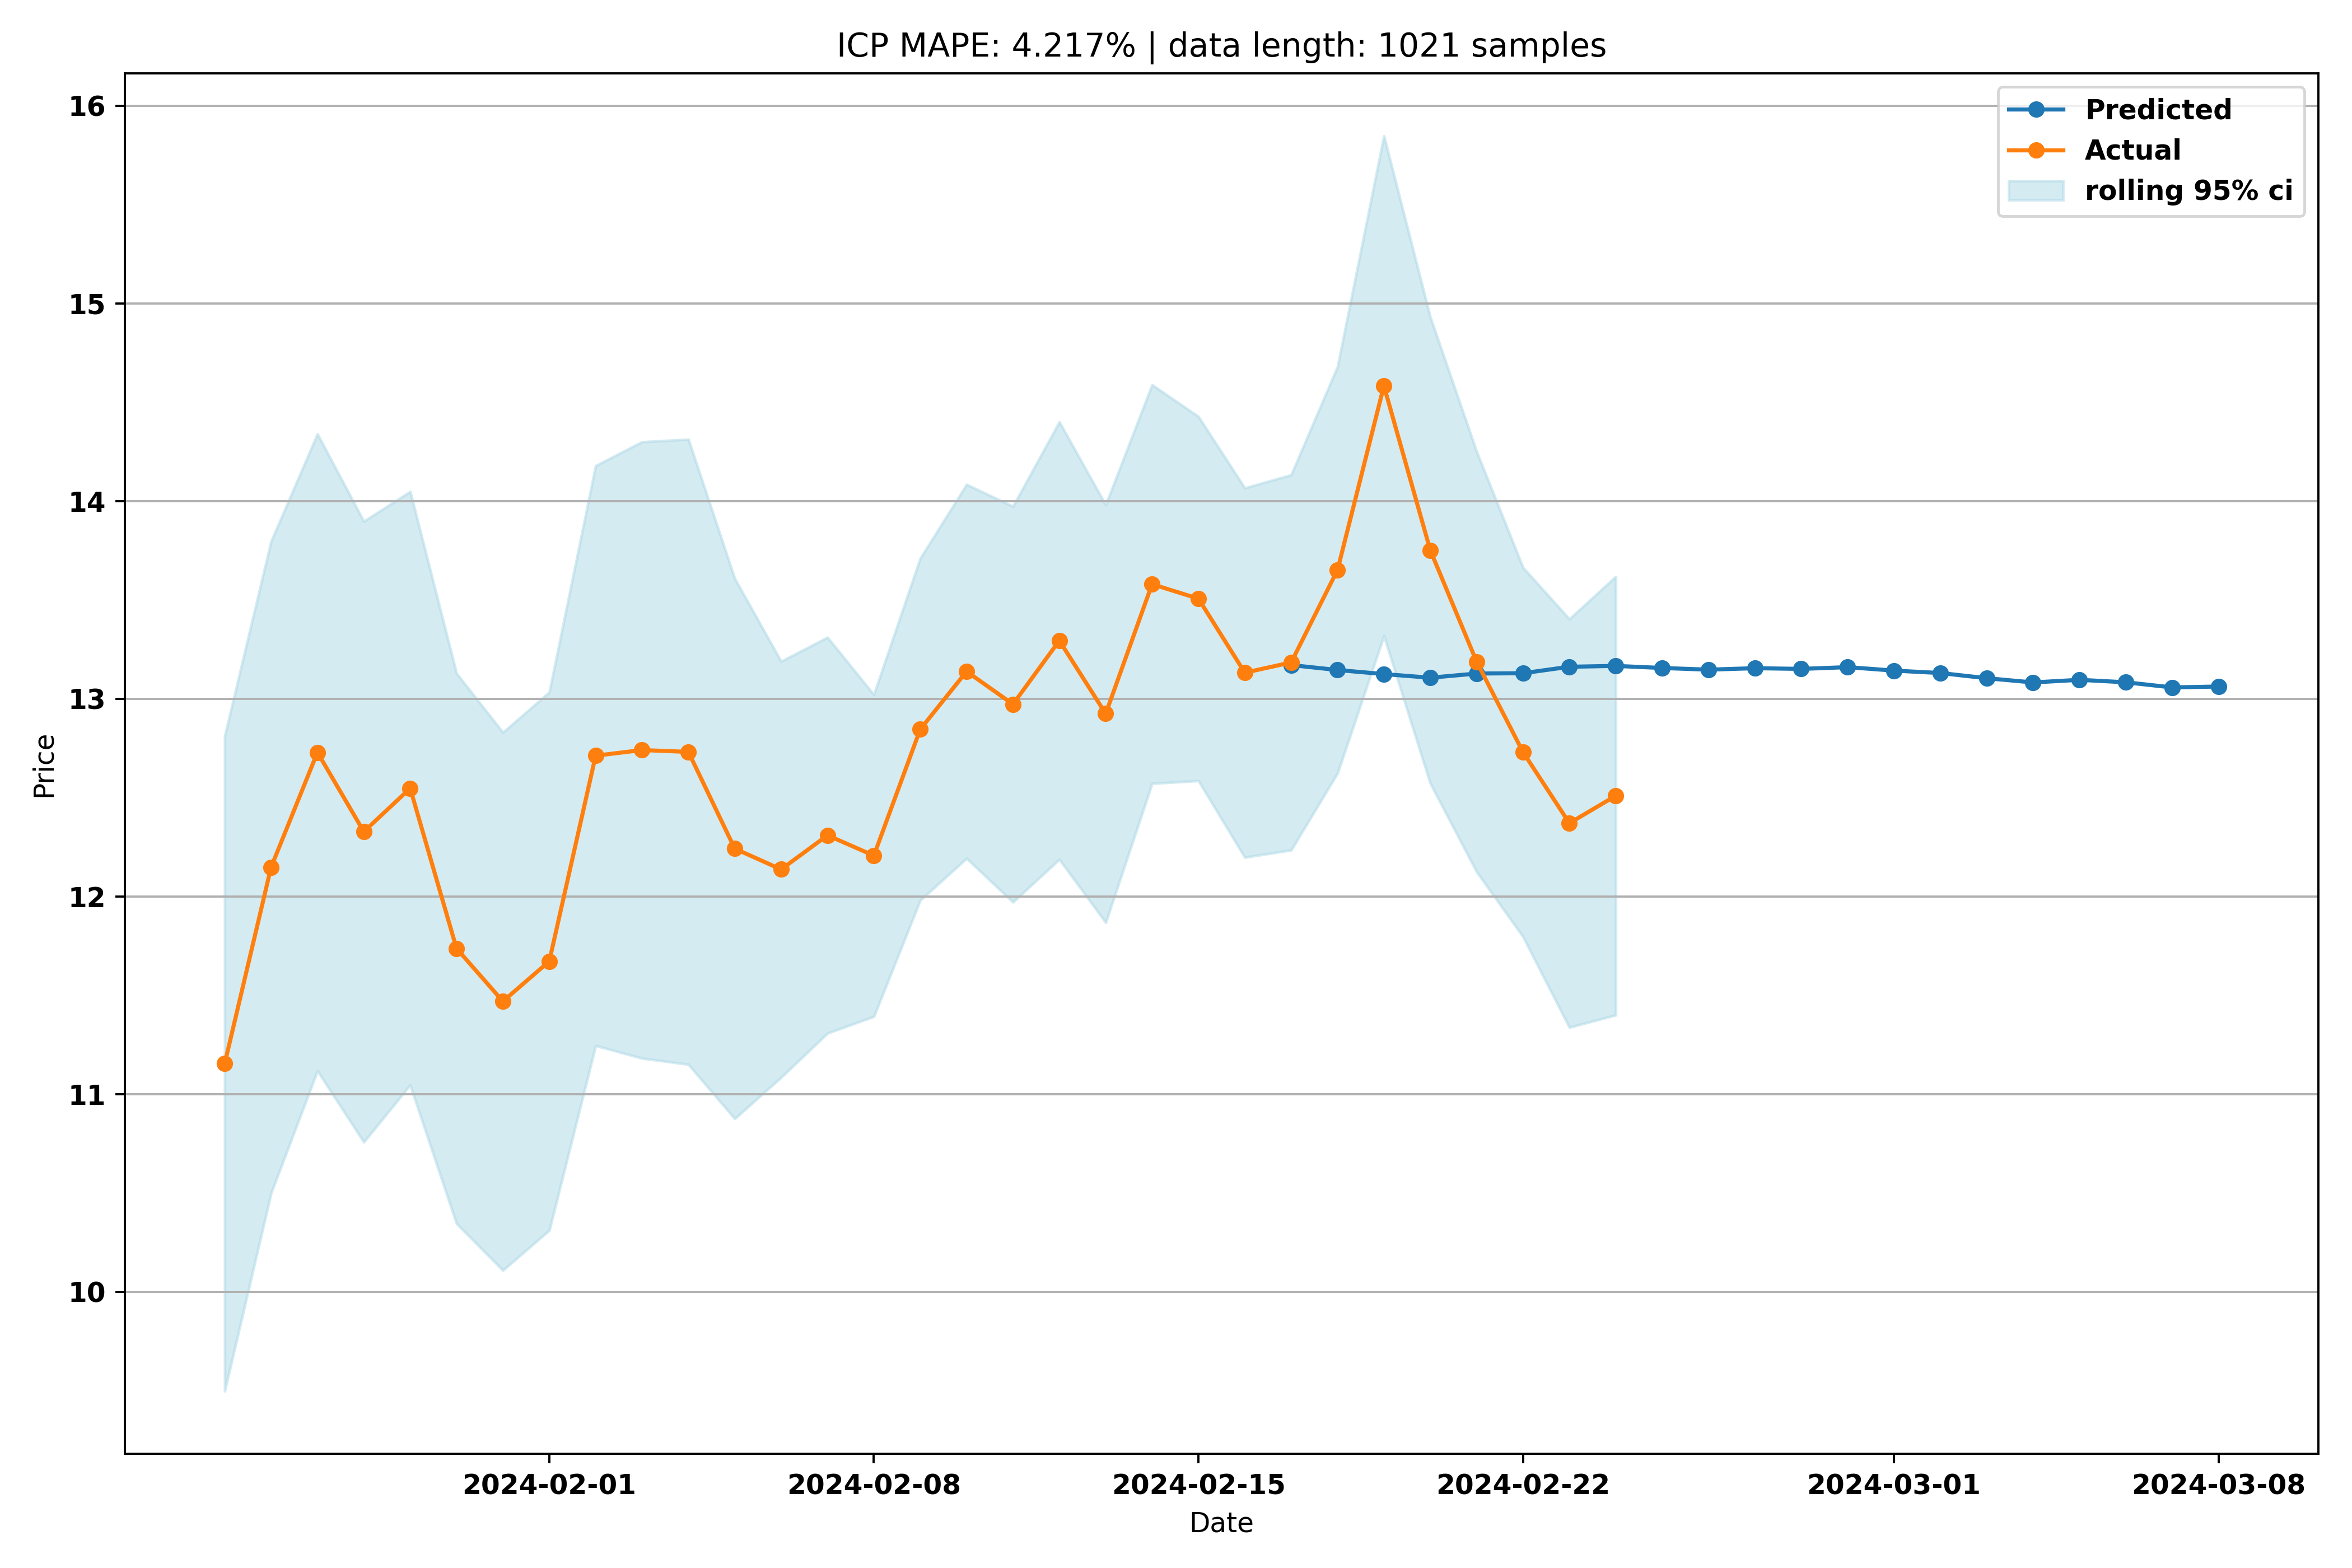 ICP MAPE: 4.217% | data length: 1021 samples
Predicted
Actual
rolling 95% ci
16
15
14
13
12
11
10
Price
2024-02-01
2024-02-08
2024-02-15
2024-02-22
2024-03-01
2024-03-08
Date